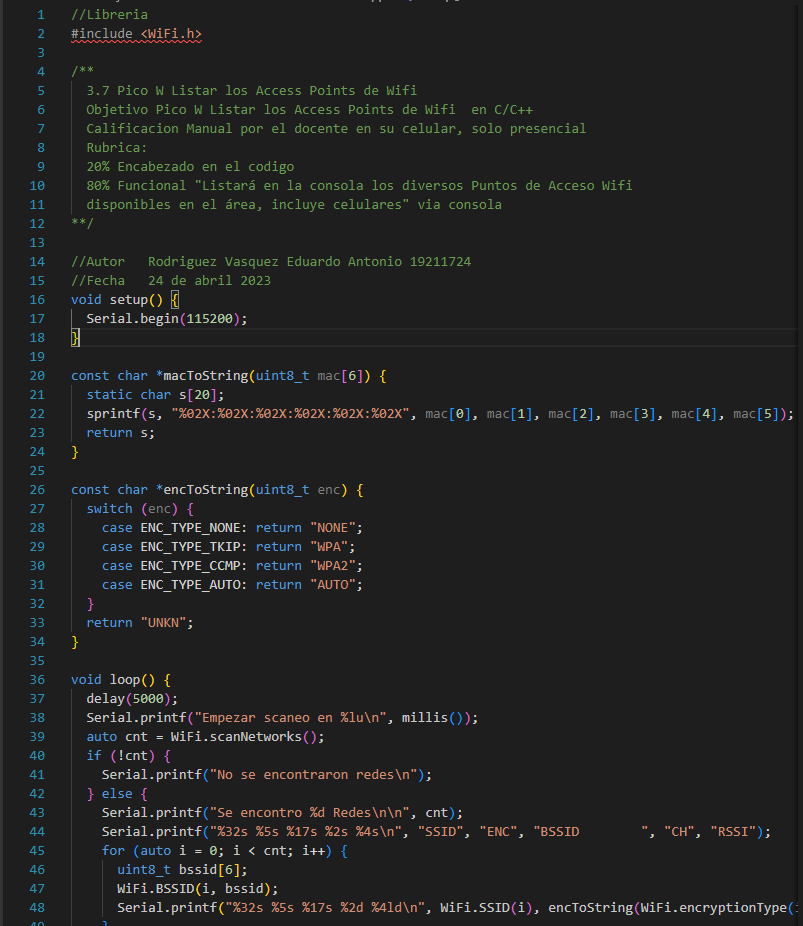 1 //Libreria
2 #include <WiFi.h>
3
4 /**
5 3.7 Pico W Listar los Access Points de Wifi
6 Objetivo Pico W Listar los Access Points de Wifi  en C/C++
7 Calificacion Manual por el docente en su celular, solo presencial
8 Rubrica:
9 20% Encabezado en el codigo
10 80% Funcional "Listará en la consola los diversos Puntos de Acceso Wifi
11 disponibles en el área, incluye celulares" via consola
12 **/
13
14 //Autor   Rodriguez Vasquez Eduardo Antonio 19211724
15 //Fecha   24 de abril 2023
16 void setup() {
17   Serial.begin(115200);
18 }
19
20 const char *macToString(uint8_t mac[6]) {
21   static char s[20];
22   sprintf(s, "%02X:%02X:%02X:%02X:%02X:%02X", mac[0], mac[1], mac[2], mac[3], mac[4], mac[5]);
23   return s;
24 }
25
26 const char *encToString(uint8_t enc) {
27   switch (enc) {
28     case ENC_TYPE_NONE: return "NONE";
29     case ENC_TYPE_TKIP: return "WPA";
30     case ENC_TYPE_CCMP: return "WPA2";
31     case ENC_TYPE_AUTO: return "AUTO";
32   }
33   return "UNKN";
34 }
35
36 void loop() {
37   delay(5000);
38   Serial.printf("Empezar scaneo en %lu\n", millis());
39   auto cnt = WiFi.scanNetworks();
40   if (!cnt) {
41     Serial.printf("No se encontraron redes\n");
42   } else {
43     Serial.printf("Se encontro %d Redes\n\n", cnt);
44     Serial.printf("%32s %5s %17s %2s %4s\n", "SSID", "ENC", "BSSID        ", "CH", "RSSI");
45     for (auto i = 0; i < cnt; i++) {
46       uint8_t bssid[6];
47       WiFi.BSSID(i, bssid);
48       Serial.printf("%32s %5s %17s %2d %4ld\n", WiFi.SSID(i), encToString(WiFi.encryptionType(